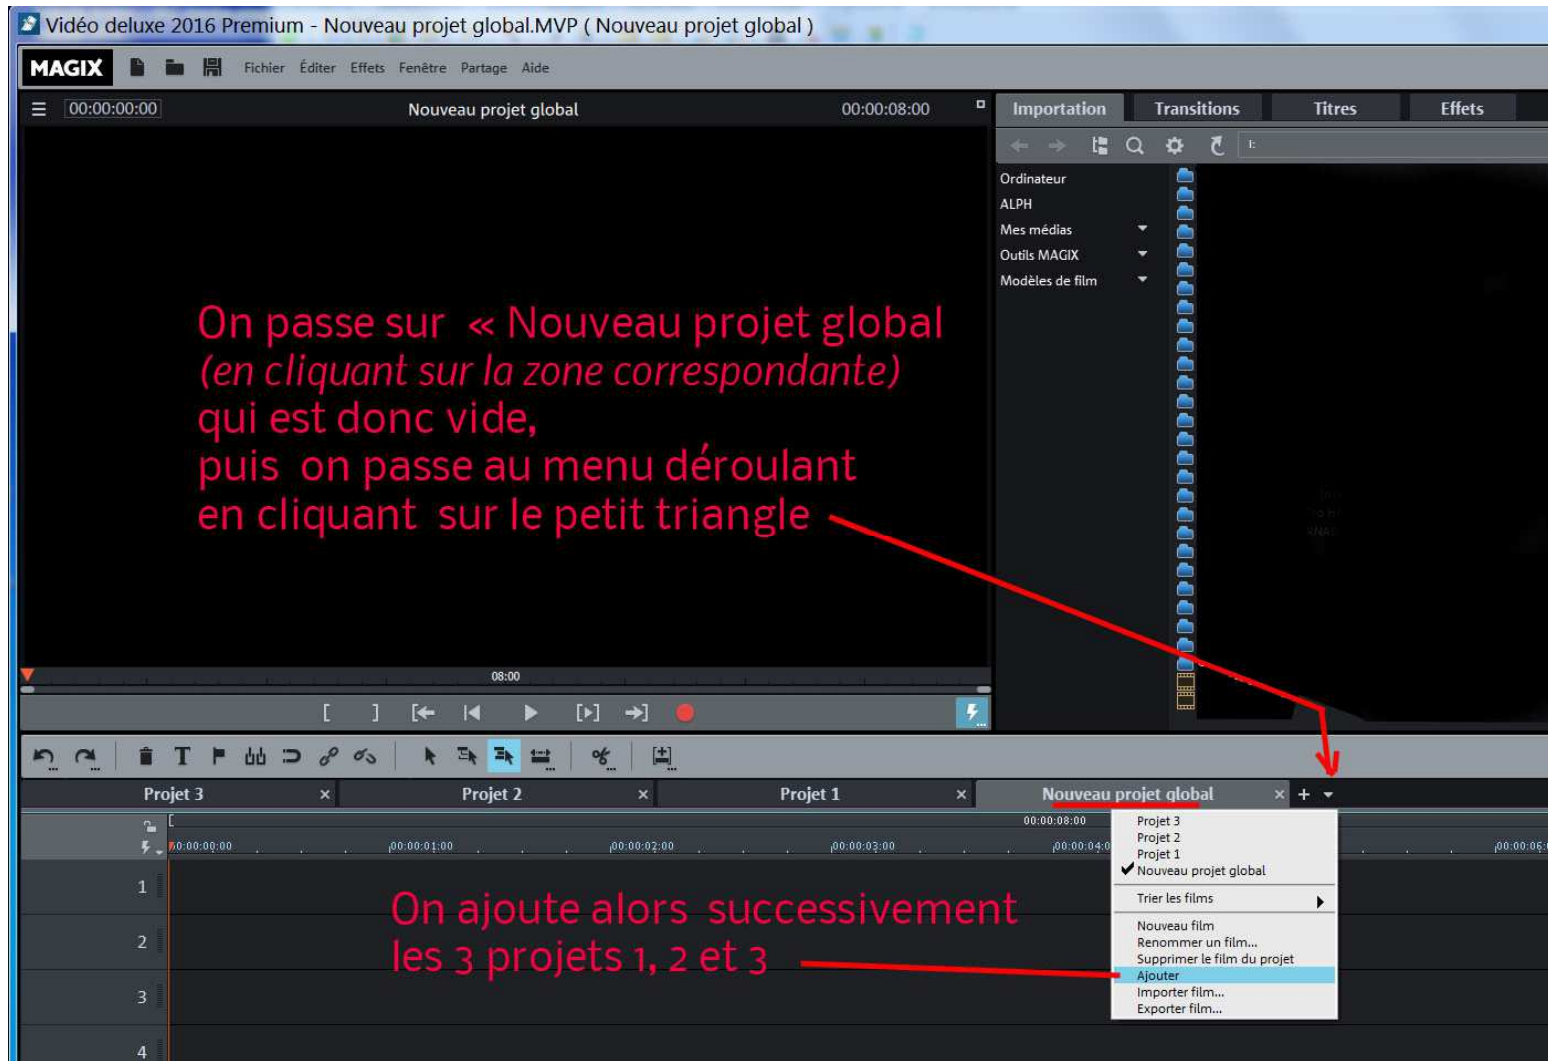 Vidéo deluxe 2016 Premium - Nouveau projet global.MVP ( Nouveau projet global )
MAGIX Fichier Éditer Effets Fenêtre Partage Aide
00:00:00:00 Nouveau projet global 00:00:08:00
Importation Transitions Titres Effets
I:
Ordinateur
ALPH
Mes médias
Outils MAGIX
Modèles de film
On passe sur « Nouveau projet global
(en cliquant sur la zone correspondante)
qui est donc vide,
puis on passe au menu déroulant
en cliquant sur le petit triangle
08:00
Projet 3 × Projet 2 × Projet 1 × Nouveau projet global × +
00:00:08:00
00:00:00:00 00:00:01:00 00:00:02:00 00:00:03:00 00:00:04:0 00:00:06:
1
2
3
4
On ajoute alors successivement
les 3 projets 1, 2 et 3
Projet 3
Projet 2
Projet 1
Nouveau projet global
Trier les films
Nouveau film
Renommer un film...
Supprimer le film du projet
Ajouter
Importer film...
Exporter film...